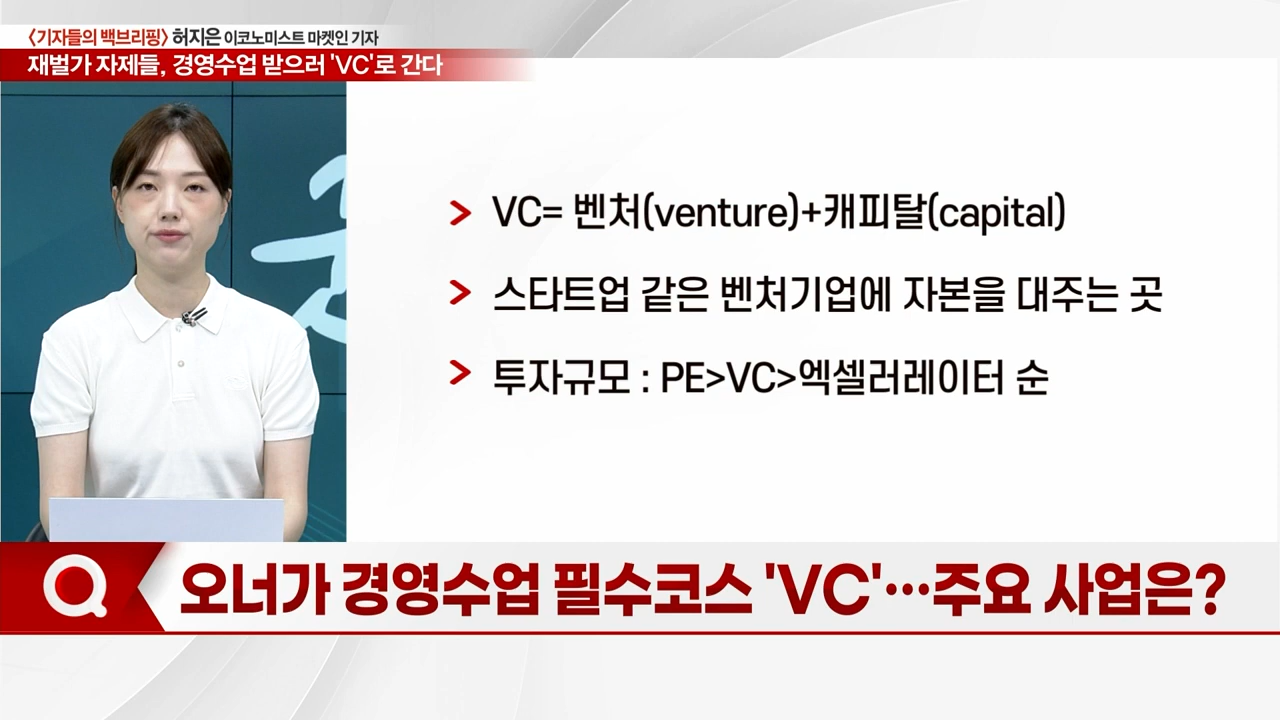 <기자들의 백브리핑> 허지은 이코노미스트 마켓인 기자
재벌가 자제들, 경영수업 받으러 'VC'로 간다
VC= 벤처(venture)+캐피탈(capital)
스타트업 같은 벤처기업에 자본을 대주는 곳
투자규모 : PE>VC>엑셀러레이터 순
Q 오너가 경영수업 필수코스 'VC'…주요 사업은?